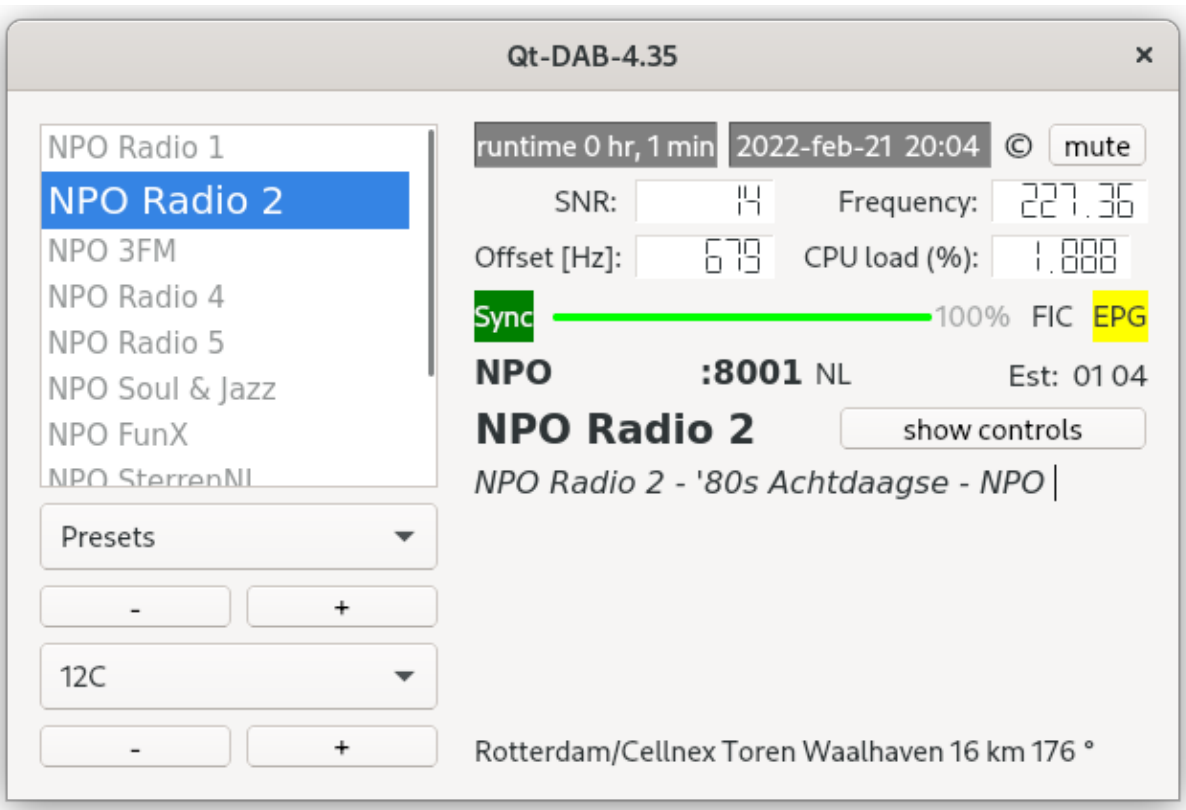 Qt-DAB-4.35 ×
NPO Radio 1
NPO Radio 2
NPO 3FM
NPO Radio 4
NPO Radio 5
NPO Soul & Jazz
NPO FunX
NPO SterrenNL
Presets
- +
12C
- +
runtime 0 hr, 1 min 2022-feb-21 20:04 © mute
SNR: 14 Frequency: 227.36
Offset [Hz]: 679 CPU load (%): 1.888
Sync 100% FIC EPG
NPO :8001 NL Est: 01 04
NPO Radio 2 show controls
NPO Radio 2 - '80s Achtdaagse - NPO
Rotterdam/Cellnex Toren Waalhaven 16 km 176 °